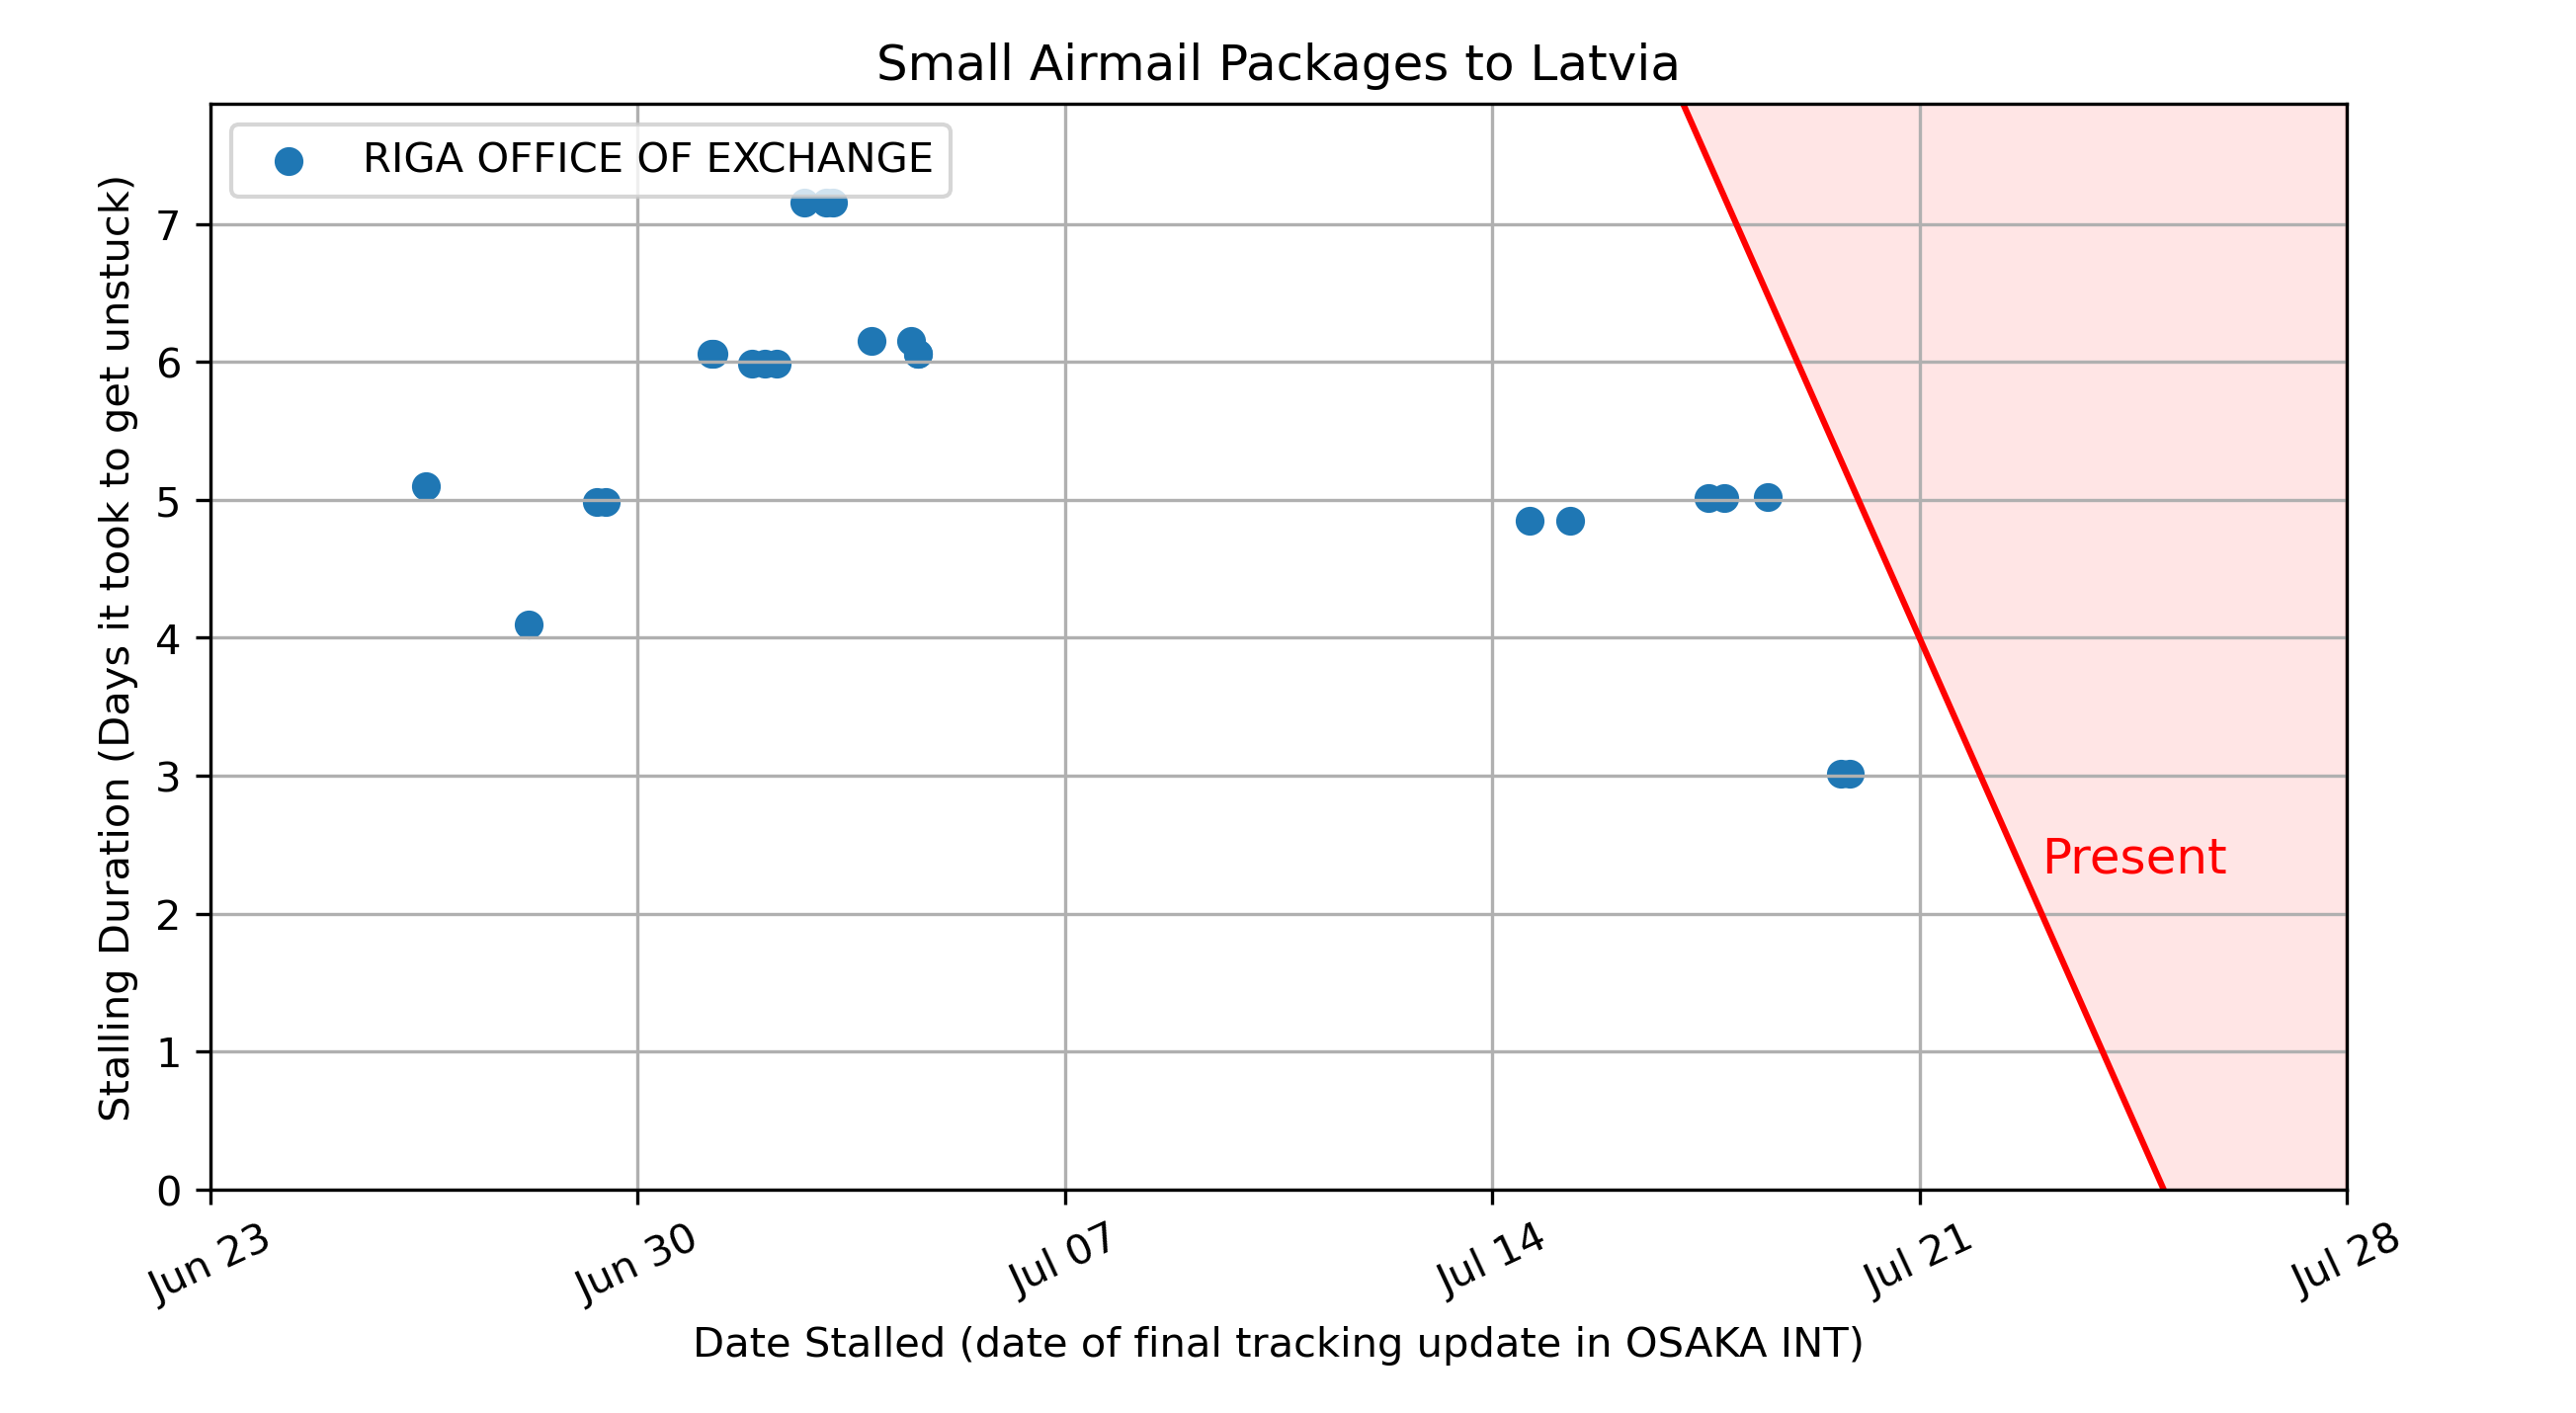 Small Airmail Packages to Latvia
RIGA OFFICE OF EXCHANGE
Stalling Duration (Days it took to get unstuck)
7
6
5
4
3
2
1
0
Present
Jun 23
Jun 30
Jul 07
Jul 14
Jul 21
Jul 28
Date Stalled (date of final tracking update in OSAKA INT)